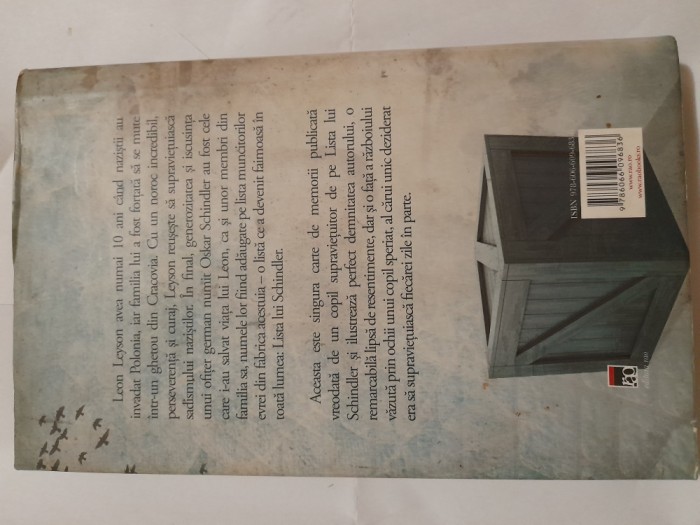 Leon Leyson avea numai 10 ani când naziștii au
invadat Polonia, iar familia lui a fost forțată să se mute
într-un ghetou din Cracovia. Cu un noroc incredibil,
perseverență și curaj, Leyson reușește să supraviețuiască
sadismului naziștilor. În final, generozitatea și iscusința
unui ofițer german numit Oskar Schindler au fost cele
care i-au salvat viața lui Leon, ca și unor membri din
familia sa, numele lor fiind adăugate pe lista muncitorilor
evrei din fabrica acestuia – o listă ce a devenit faimoasă în
toată lumea: Lista lui Schindler.
Aceasta este singura carte de memorii publicată
vreodată de un copil supraviețuitor de pe Lista lui
Schindler și ilustrează perfect demnitatea autorului, o
remarcabilă lipsă de resentimente, dar și o față a războiului
văzută prin ochii unui copil speriat, al cărui unic deziderat
era să supraviețuiască fiecărei zile în parte.
rao
ISBN 978-606-609-683-6
9 786066 096836
www.rao.ro
www.raobooks.ro